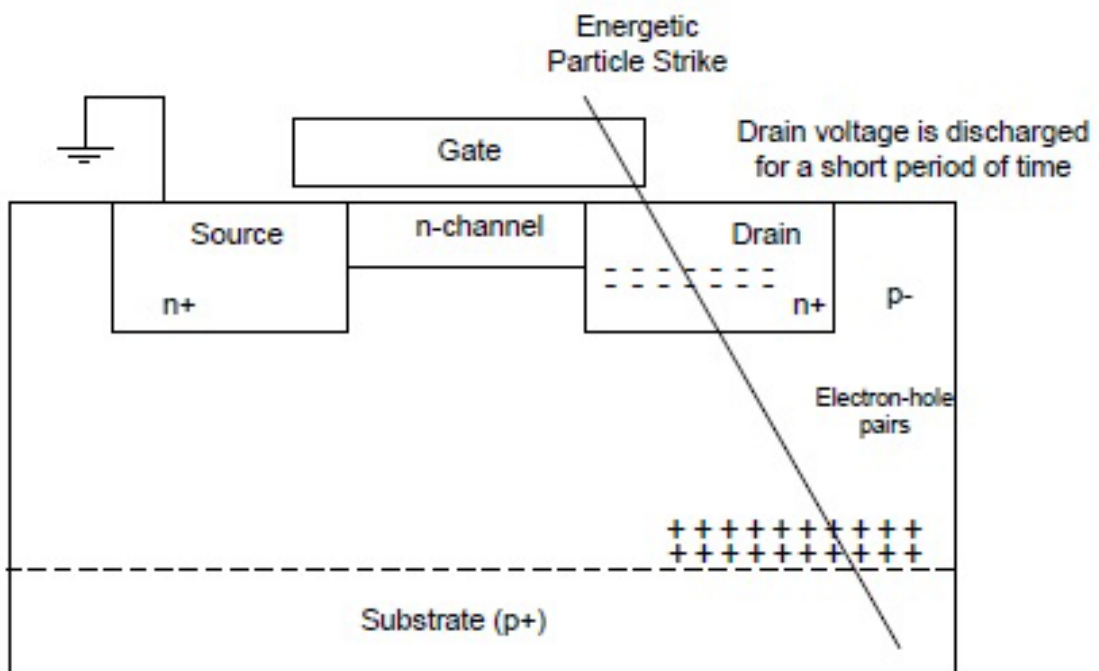 Energetic
Particle Strike
Drain voltage is discharged
for a short period of time
Gate
Source
n-channel
Drain
- - - - - - -
- - - - - - -
n+
n+
p-
Electron-hole
pairs
+ + + + + + + + + +
+ + + + + + + + + +
Substrate (p+)